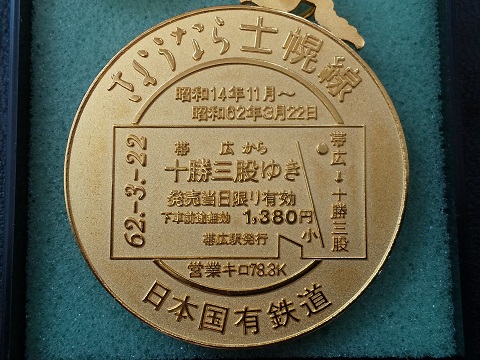 さようなら士幌線
昭和14年11月〜
昭和62年3月22日
62.-3.-22
帯広から
十勝三股ゆき
発売当日限り有効
下車前途無効 1,380円
帯広駅発行
小
帯広→十勝三股
営業キロ78.3K
日本国有鉄道